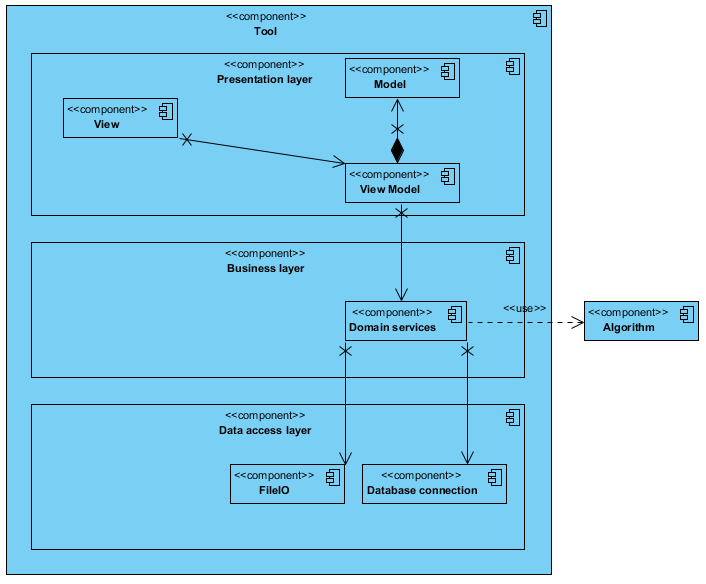 <<component>>
Tool
<<component>>
Presentation layer
<<component>>
Model
<<component>>
View
<<component>>
View Model
<<component>>
Business layer
<<component>>
Domain services
<<use>>
<<component>>
Algorithm
<<component>>
Data access layer
<<component>>
FileIO
<<component>>
Database connection